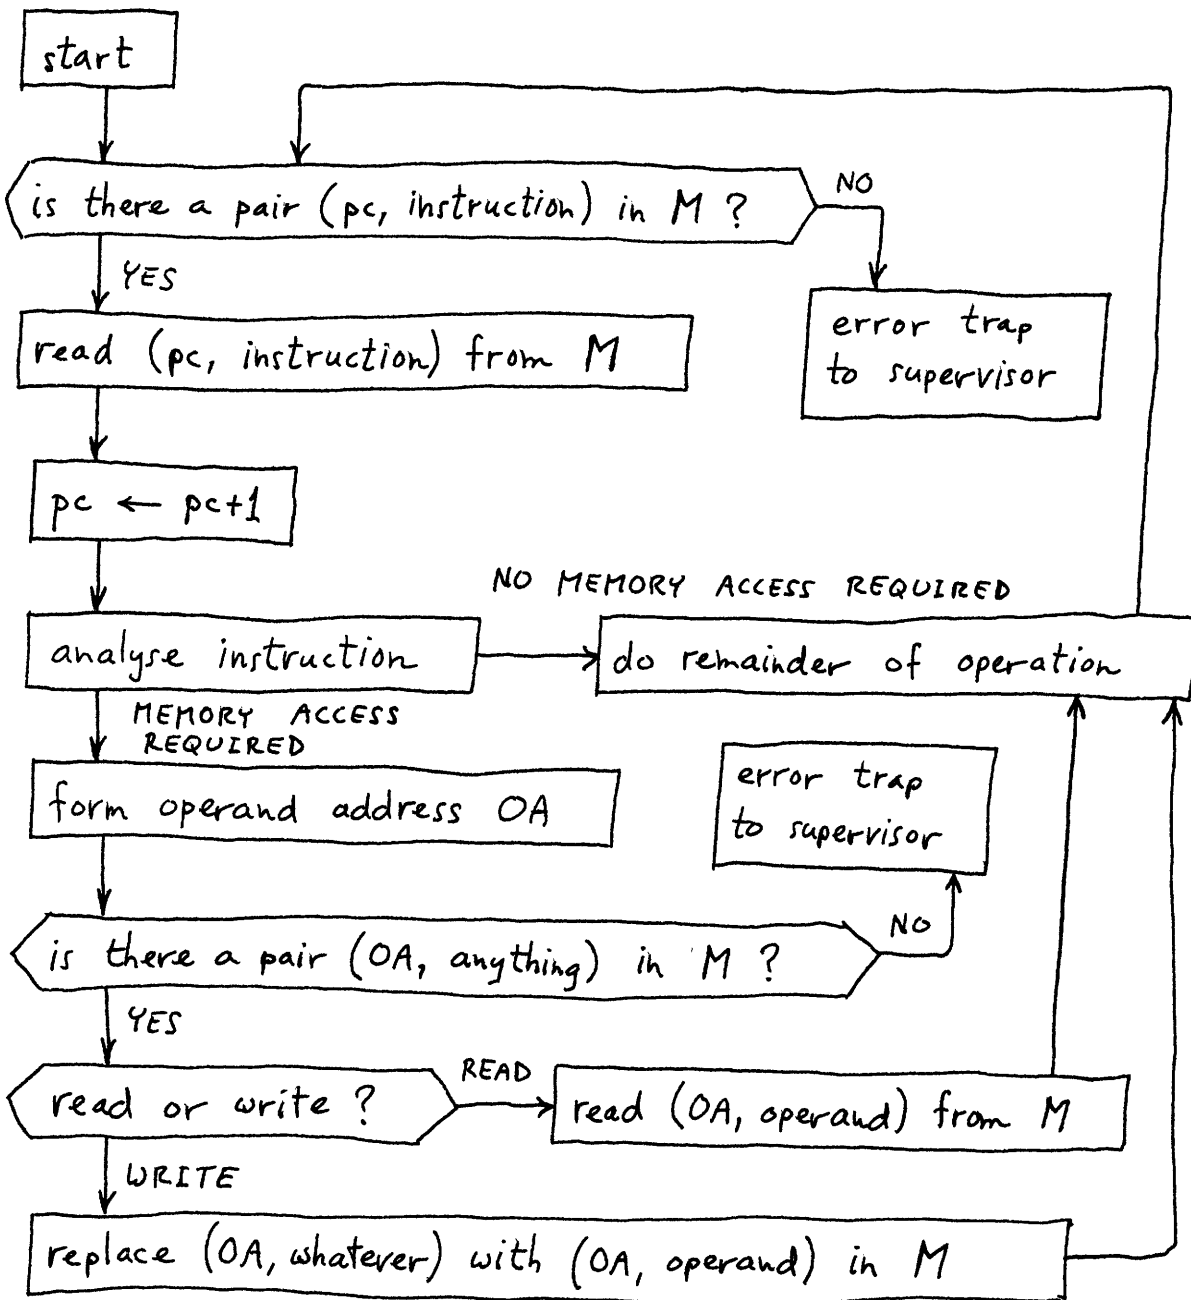 start
is there a pair (pc, instruction) in M ?
NO
YES
error trap
to supervisor
read (pc, instruction) from M
pc ← pc+1
NO MEMORY ACCESS REQUIRED
analyse instruction
do remainder of operation
MEMORY ACCESS
REQUIRED
form operand address OA
error trap
to supervisor
is there a pair (OA, anything) in M ?
NO
YES
read or write ?
READ
read (OA, operand) from M
WRITE
replace (OA, whatever) with (OA, operand) in M